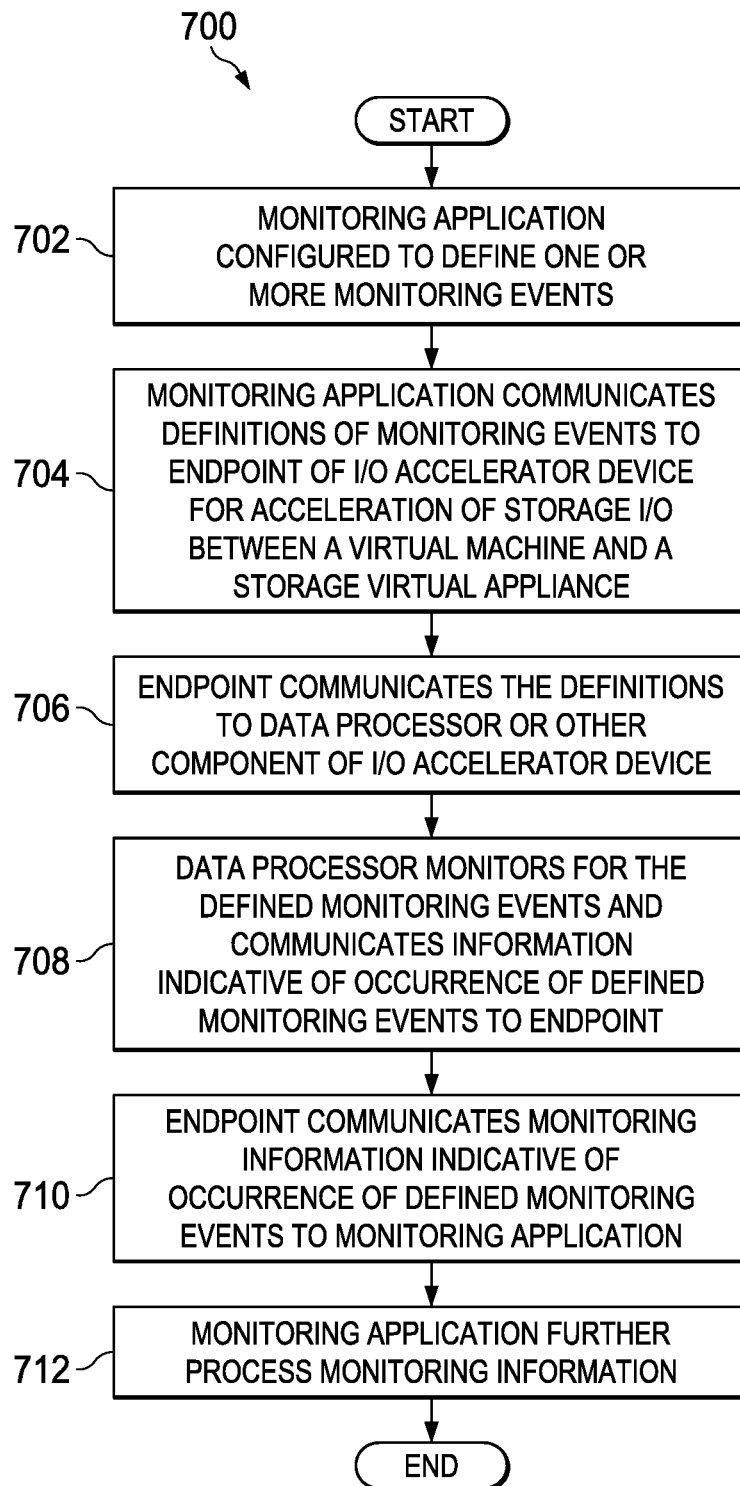 700
START
702
MONITORING APPLICATION
CONFIGURED TO DEFINE ONE OR
MORE MONITORING EVENTS
704
MONITORING APPLICATION COMMUNICATES
DEFINITIONS OF MONITORING EVENTS TO
ENDPOINT OF I/O ACCELERATOR DEVICE
FOR ACCELERATION OF STORAGE I/O
BETWEEN A VIRTUAL MACHINE AND A
STORAGE VIRTUAL APPLIANCE
706
ENDPOINT COMMUNICATES THE DEFINITIONS
TO DATA PROCESSOR OR OTHER
COMPONENT OF I/O ACCELERATOR DEVICE
708
DATA PROCESSOR MONITORS FOR THE
DEFINED MONITORING EVENTS AND
COMMUNICATES INFORMATION
INDICATIVE OF OCCURRENCE OF DEFINED
MONITORING EVENTS TO ENDPOINT
710
ENDPOINT COMMUNICATES MONITORING
INFORMATION INDICATIVE OF
OCCURRENCE OF DEFINED MONITORING
EVENTS TO MONITORING APPLICATION
712
MONITORING APPLICATION FURTHER
PROCESS MONITORING INFORMATION
END